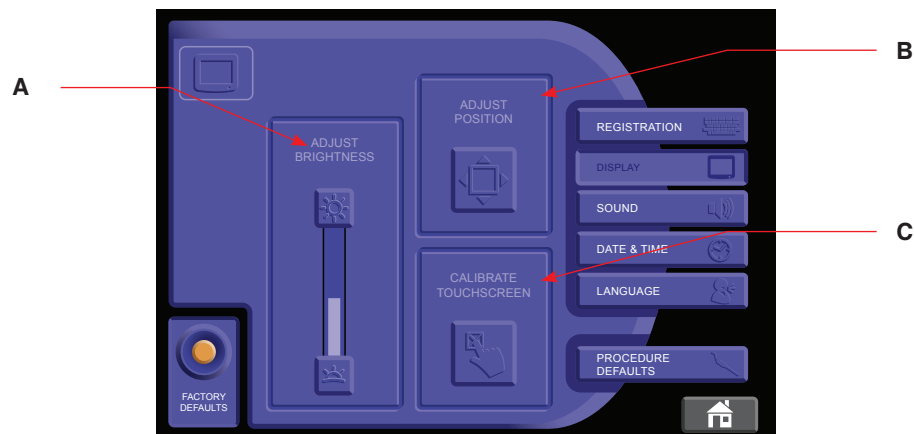 A
B
C
ADJUST
BRIGHTNESS
ADJUST
POSITION
CALIBRATE
TOUCHSCREEN
REGISTRATION
DISPLAY
SOUND
DATE & TIME
LANGUAGE
PROCEDURE
DEFAULTS
FACTORY
DEFAULTS